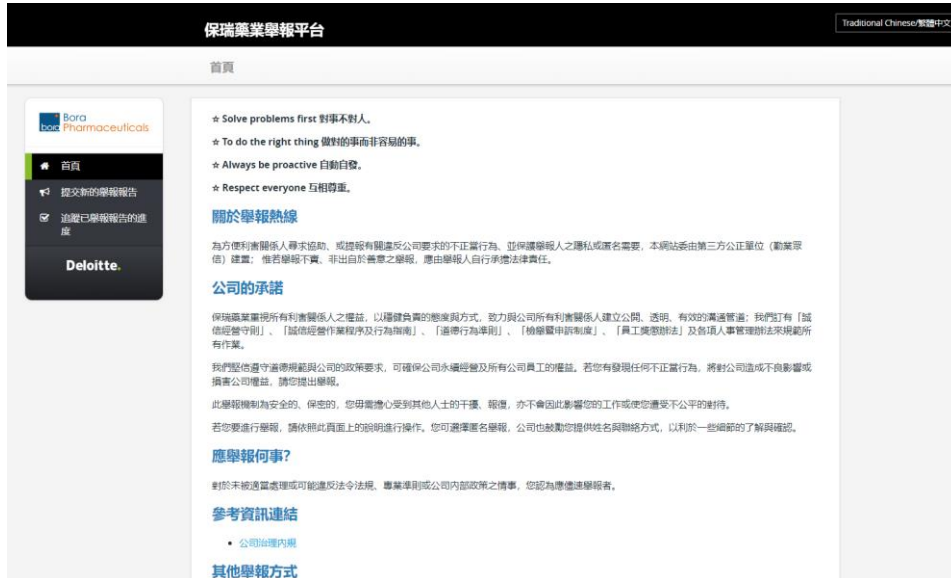 保瑞藥業舉報平台
Traditional Chinese/繁體中文
首頁
Bora
bora Pharmaceuticals
首頁
提交新的舉報報告
追蹤已舉報報告的進
度
Deloitte.
☆ Solve problems first 對事不對人。
☆ To do the right thing 做對的事而非容易的事。
☆ Always be proactive 自動自發。
☆ Respect everyone 互相尊重。
關於舉報熱線
為方便利害關係人尋求協助、或提報有關違反公司要求的不正當行為、並保護舉報人之隱私或匿名需要，本網站委由第三方公正單位（勤業眾
信）建置； 惟若舉報不實、非出自於善意之舉報，應由舉報人自行承擔法律責任。
公司的承諾
保瑞藥業重視所有利害關係人之權益，以穩健負責的態度與方式，致力與公司所有利害關係人建立公開、透明、有效的溝通管道；我們訂有「誠
信經營守則」、「誠信經營作業程序及行為指南」、「道德行為準則」、「檢舉暨申訴制度」、「員工獎懲辦法」及各項人事管理辦法來規範所
有作業。
我們堅信遵守道德規範與公司的政策要求，可確保公司永續經營及所有公司員工的權益。若您有發現任何不正當行為，將對公司造成不良影響或
損害公司權益，請您提出舉報。
此舉報機制為安全的、保密的，您毋需擔心受到其他人士的干擾、報復，亦不會因此影響您的工作或使您遭受不公平的對待。
若您要進行舉報，請依照此頁面上的說明進行操作。您可選擇匿名舉報，公司也鼓勵您提供姓名與聯絡方式，以利於一些細節的了解與確認。
應舉報何事?
對於未被適當處理或可能違反法令法規、專業準則或公司內部政策之情事，您認為應儘速舉報者。
參考資訊連結
• 公司治理內規
其他舉報方式